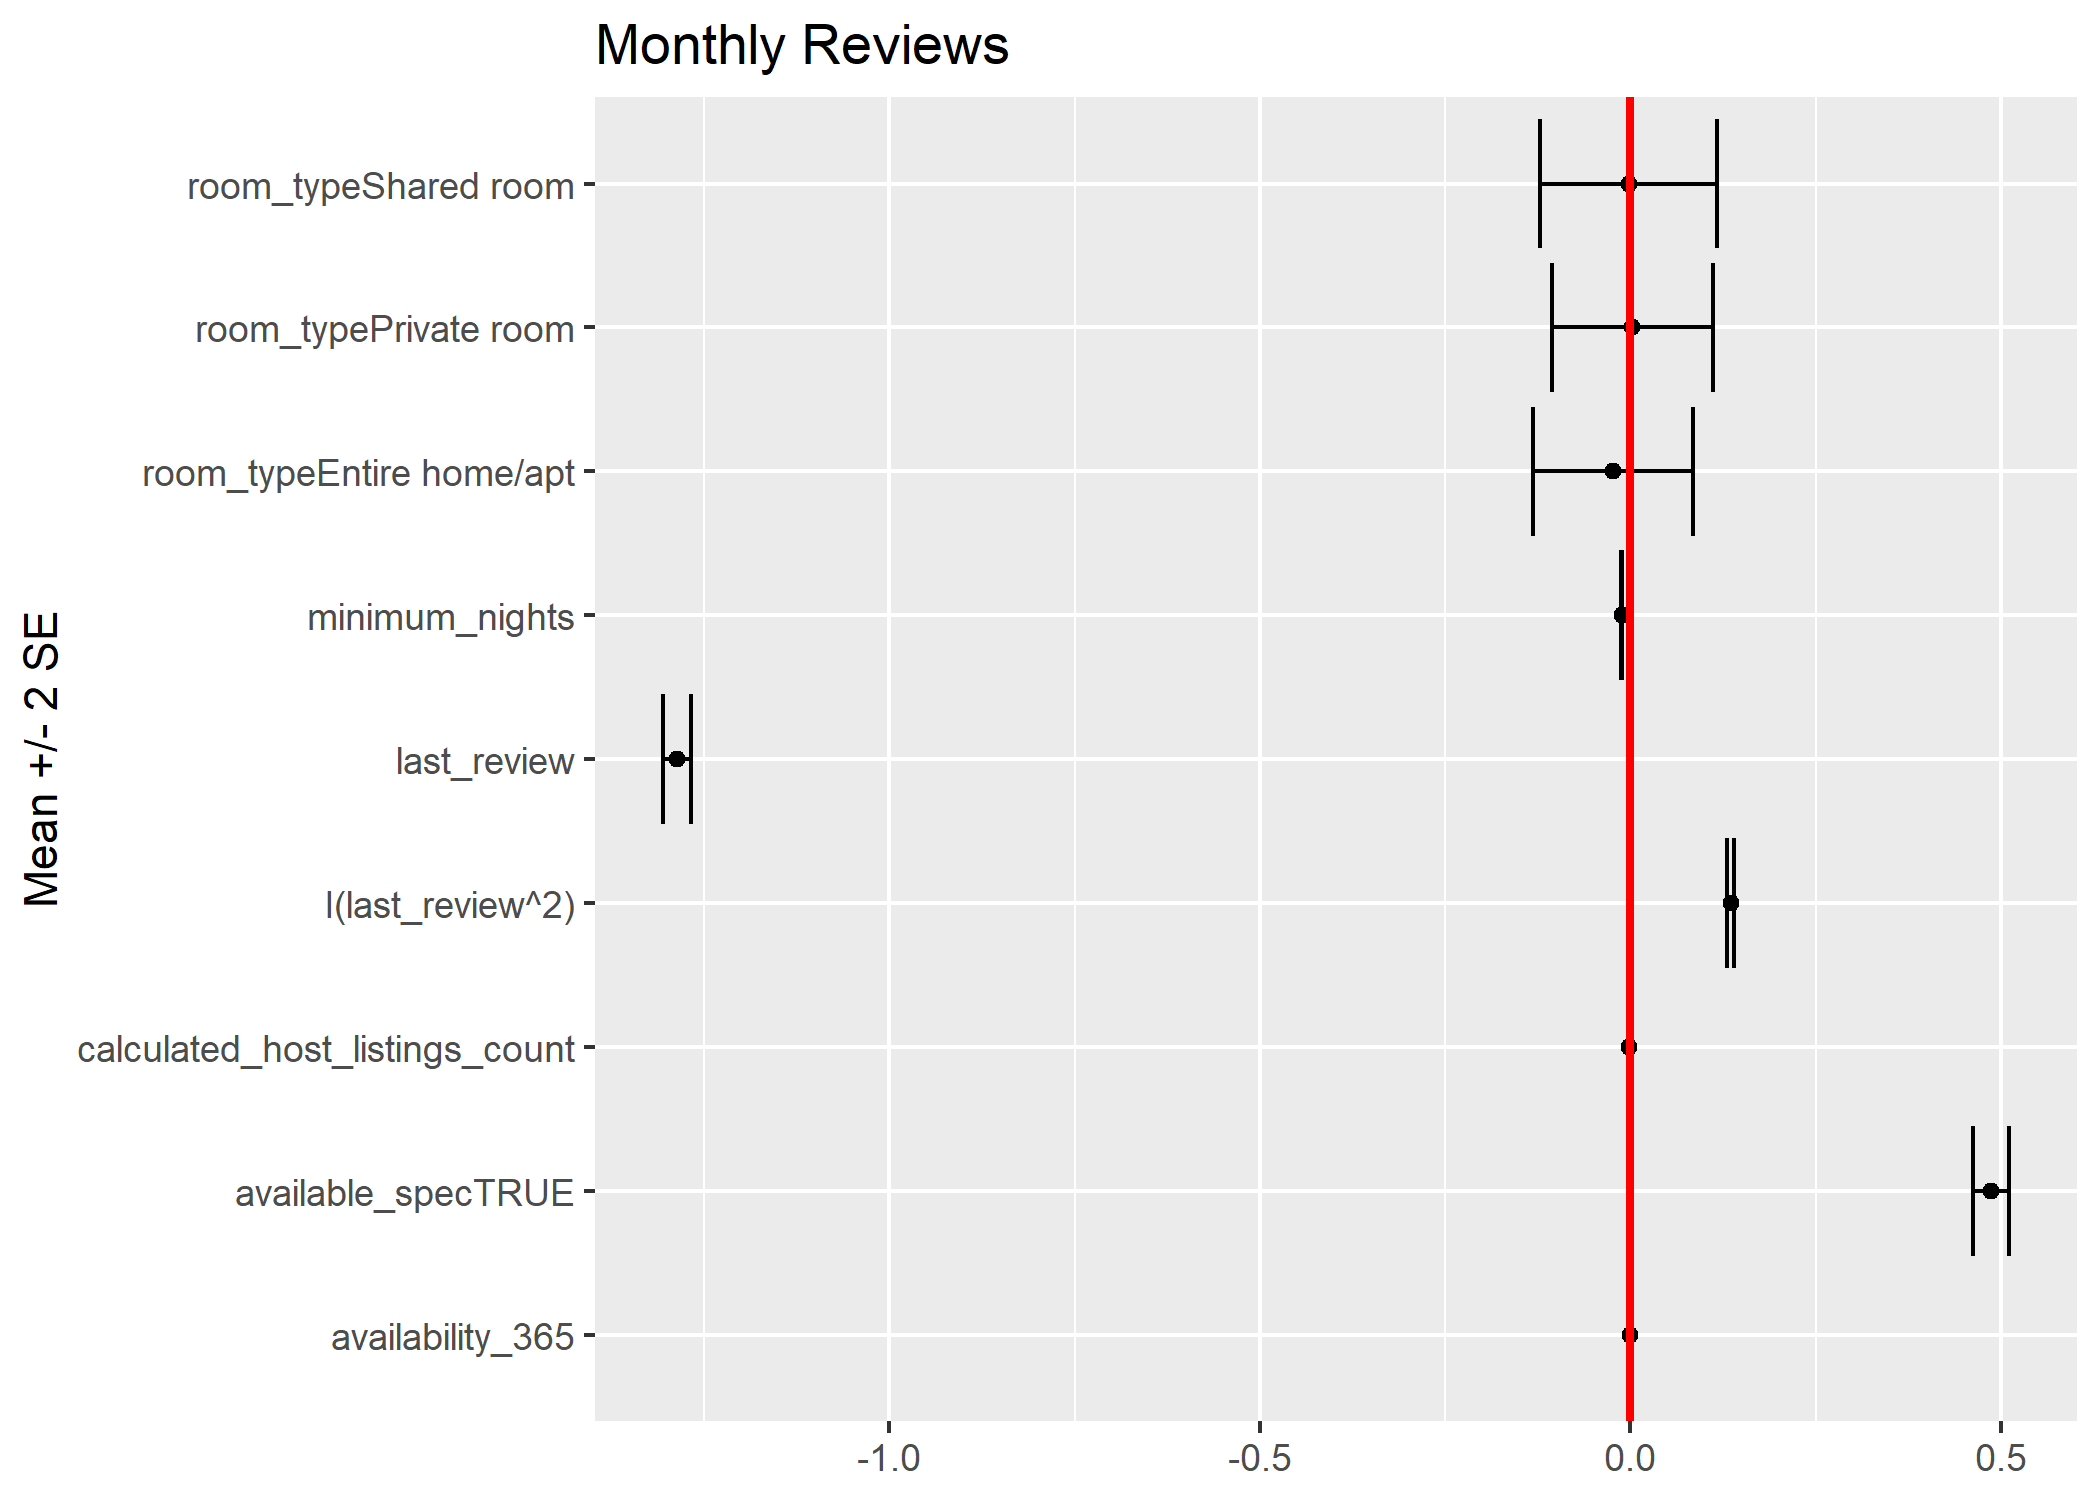 Monthly Reviews
room_typeShared room
room_typePrivate room
room_typeEntire home/apt
minimum_nights
last_review
I(last_review^2)
calculated_host_listings_count
available_specTRUE
availability_365
Mean +/- 2 SE
-1.0
-0.5
0.0
0.5